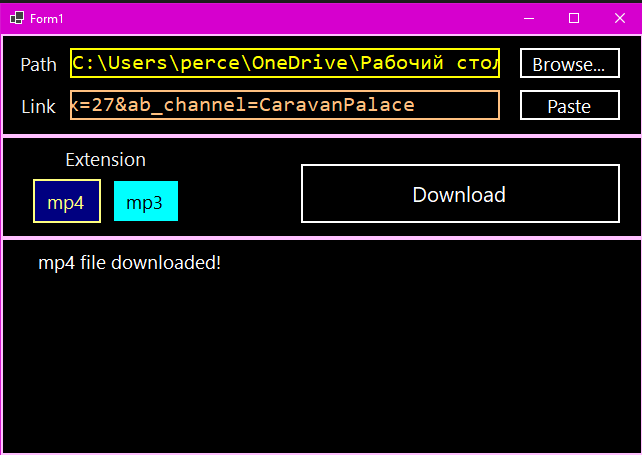 Form1
Path C:\Users\perce\OneDrive\Рабочий стол Browse...
Link x=27&ab_channel=CaravanPalace Paste
Extension
mp4 mp3 Download
mp4 file downloaded!